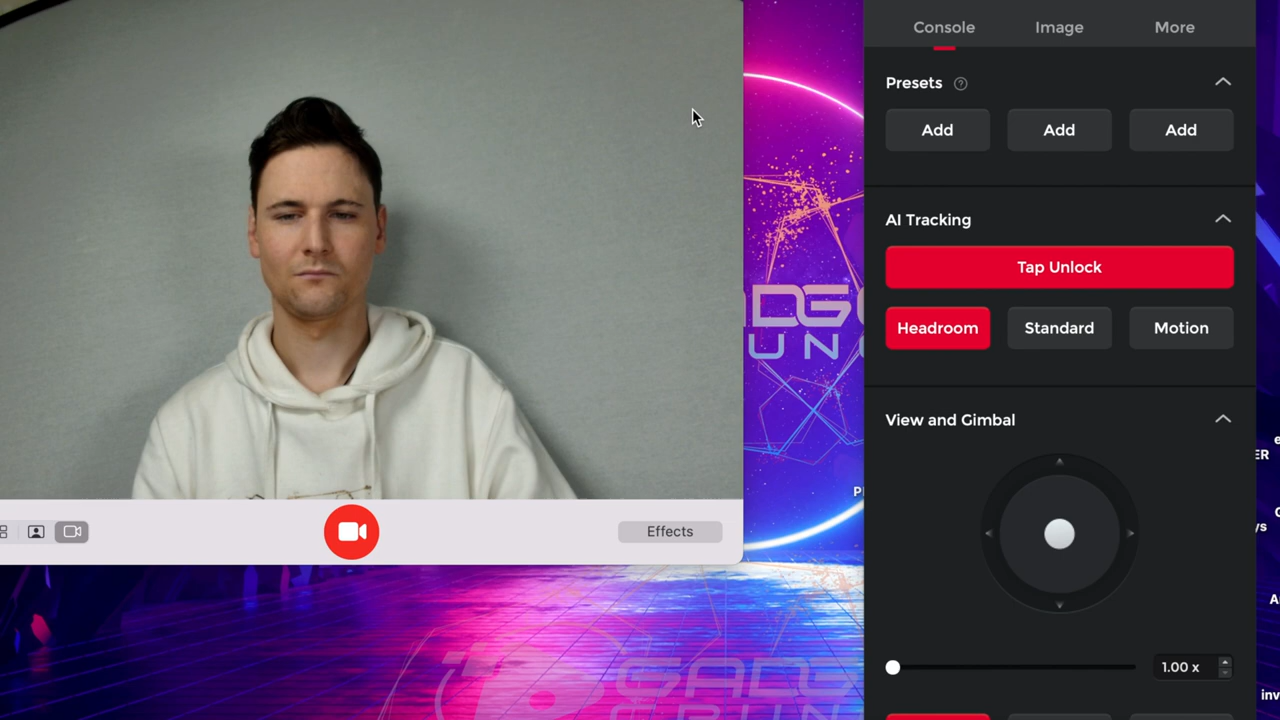 Console
Image
More
Presets
Add
Add
Add
AI Tracking
Tap Unlock
Headroom
Standard
Motion
View and Gimbal
1.00 x
Effects